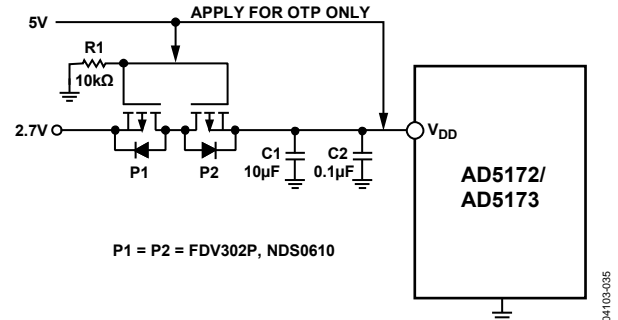 APPLY FOR OTP ONLY
5V
R1
10kΩ
2.7V
P1
P2
C1
10µF
C2
0.1µF
VDD
AD5172/
AD5173
P1 = P2 = FDV302P, NDS0610
04103-035